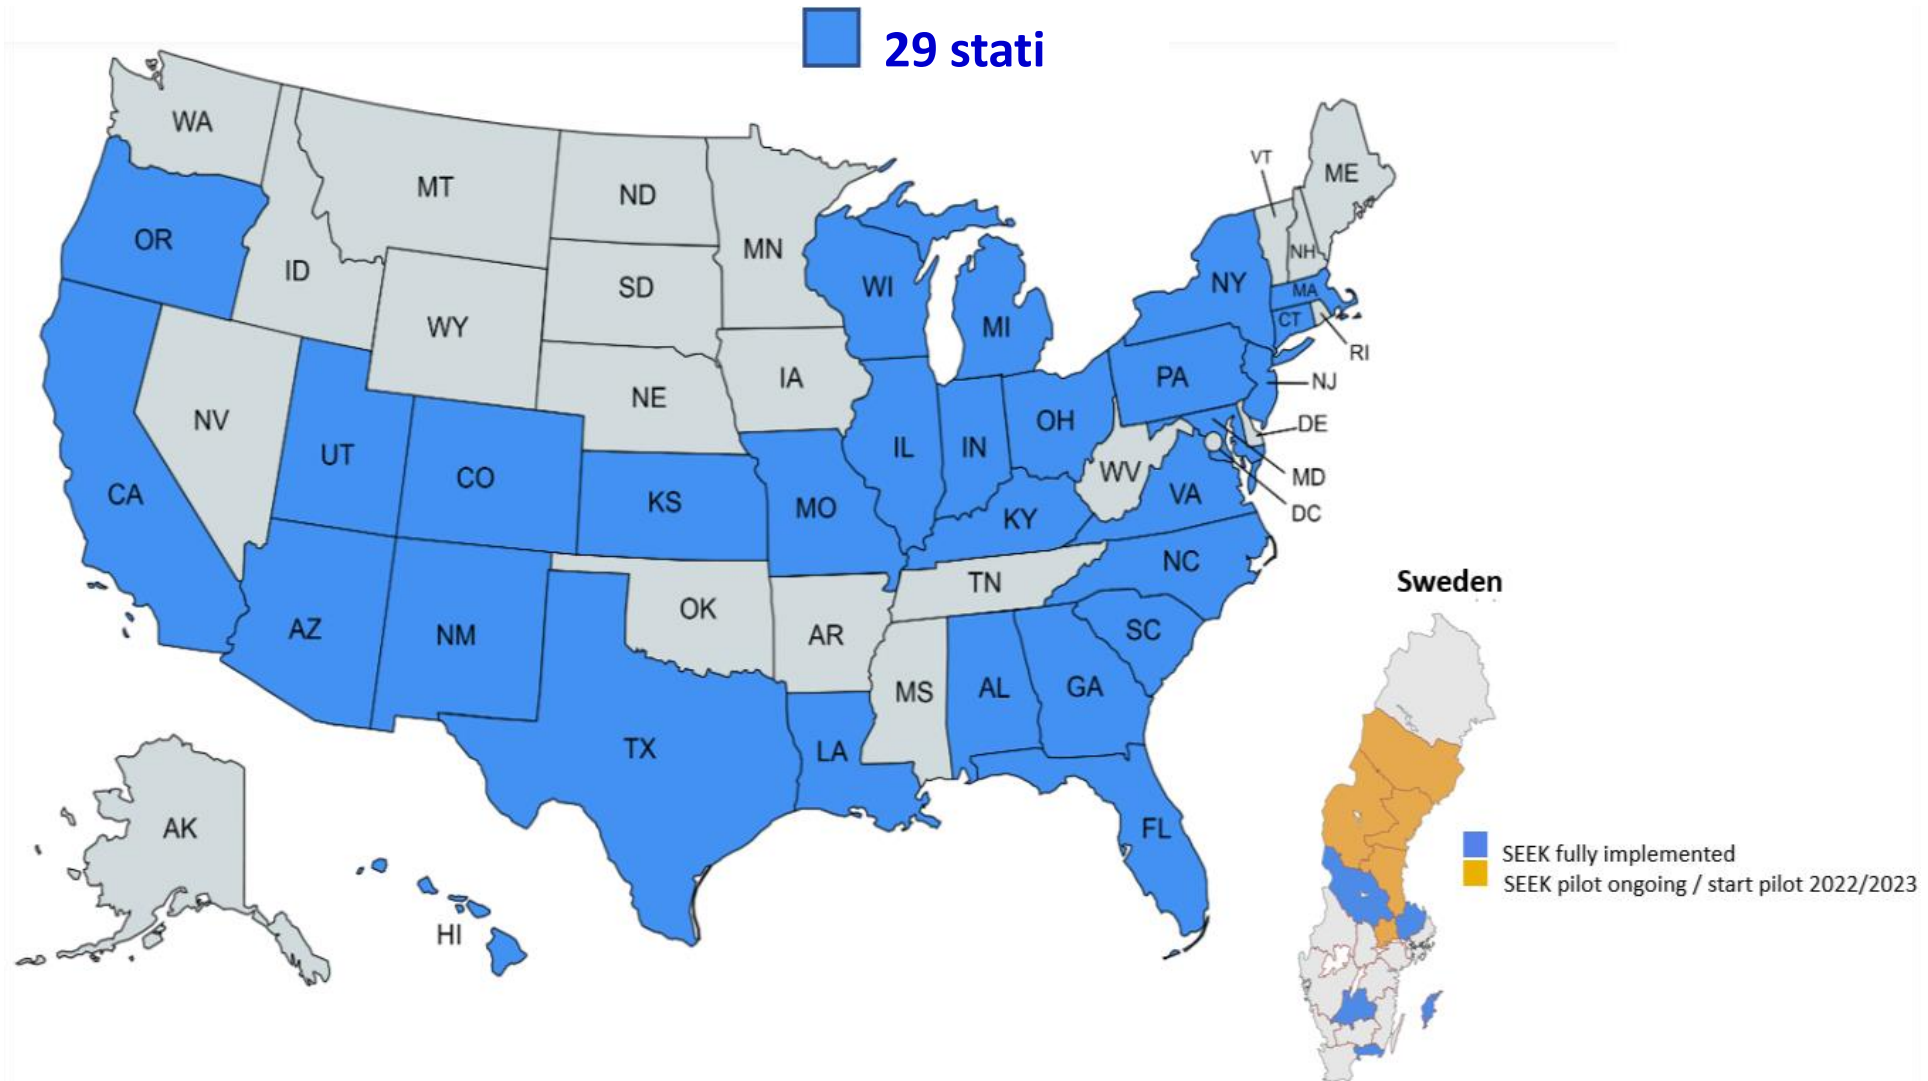 29 stati
WA
MT
ND
MN
VT
ME
OR
ID
SD
WI
NY
NH
MA
WY
MI
CT
RI
NE
IA
PA
NJ
NV
UT
CO
IL
IN
OH
DE
CA
KS
MO
WV
VA
MD
KY
DC
NC
AZ
NM
OK
AR
TN
SC
MS
AL
GA
TX
LA
AK
FL
HI
Sweden
SEEK fully implemented
SEEK pilot ongoing / start pilot 2022/2023